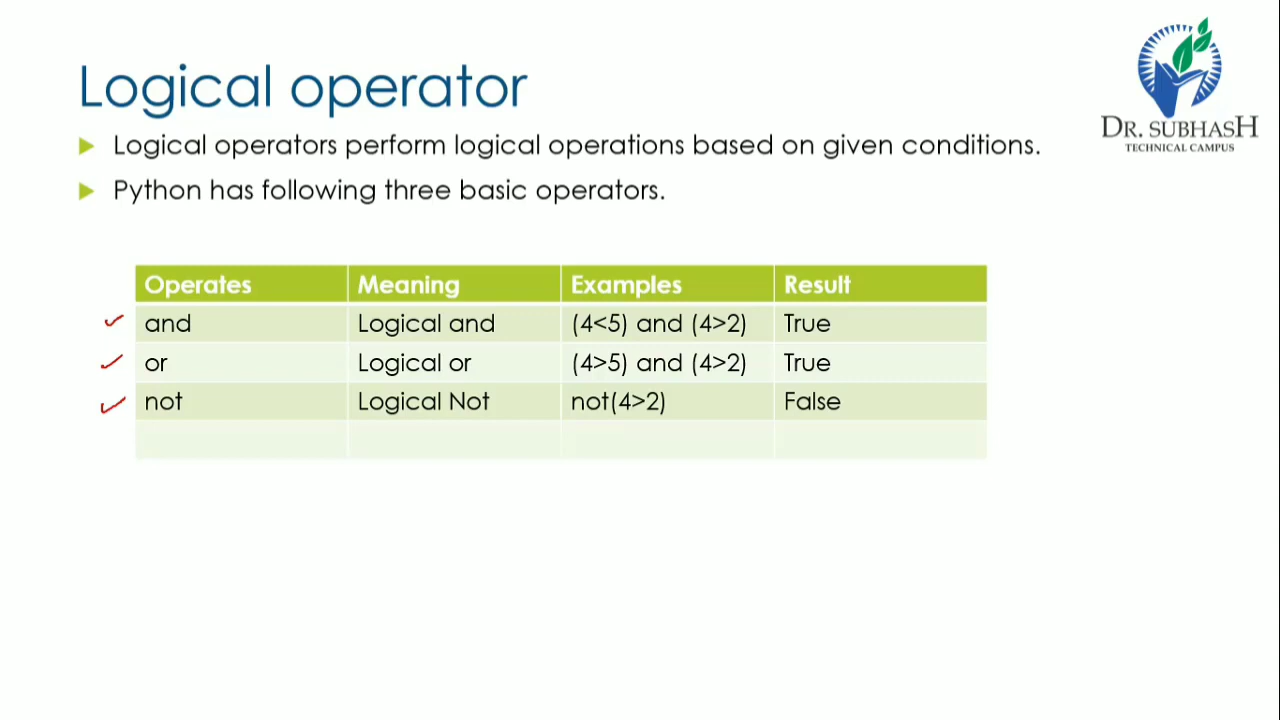 Logical operator
DR. SUBHASH
TECHNICAL CAMPUS
Logical operators perform logical operations based on given conditions.
Python has following three basic operators.
Operates Meaning Examples Result
and Logical and (4<5) and (4>2) True
or Logical or (4>5) and (4>2) True
not Logical Not not(4>2) False